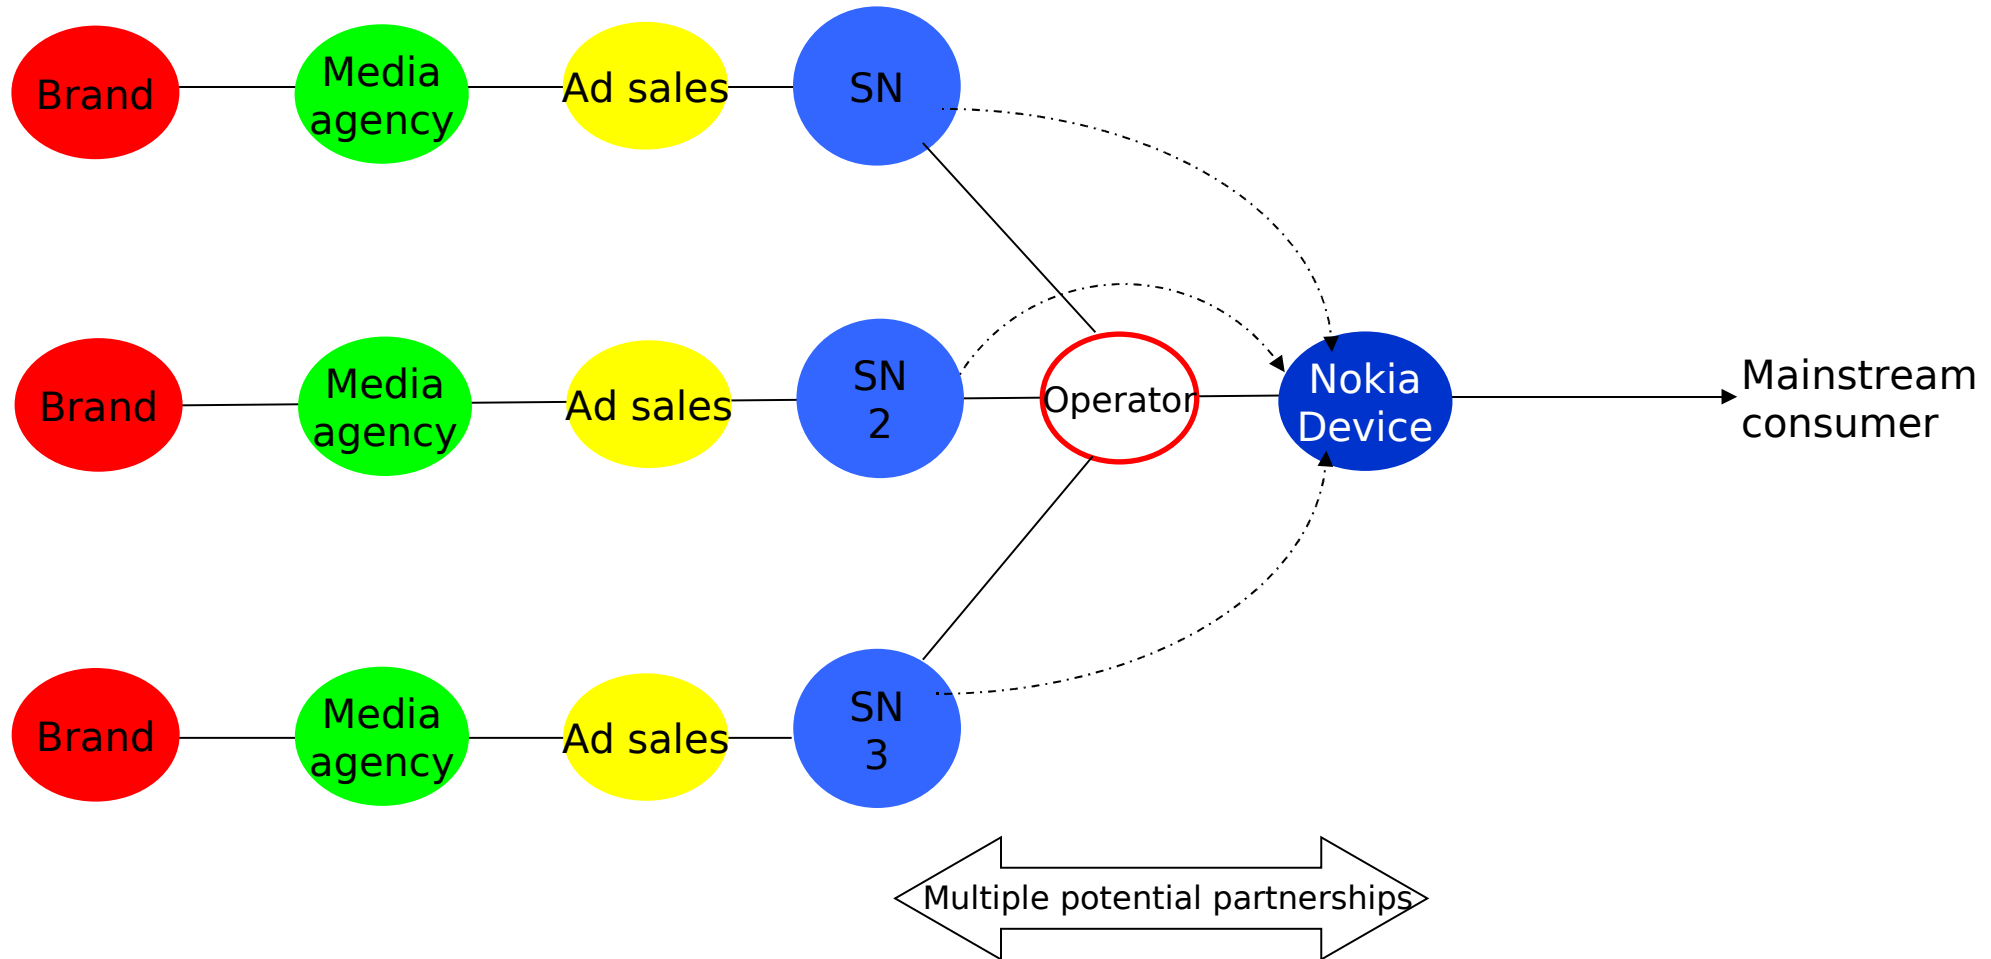 Brand
Media
agency
Ad sales
SN
Brand
Media
agency
Ad sales
SN
2
Operator
Nokia
Device
Mainstream
consumer
Brand
Media
agency
Ad sales
SN
3
Multiple potential partnerships